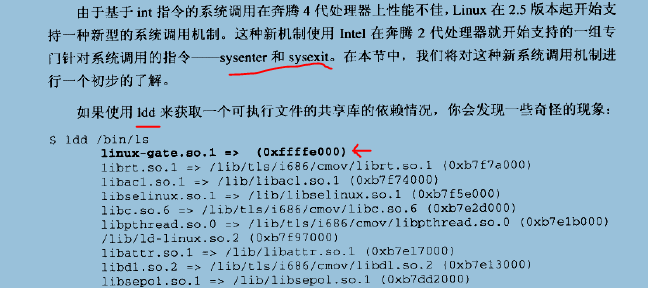 由于基于 int 指令的系统调用在奔腾 4 代处理器上性能不佳，Linux 在 2.5 版本起开始支
持一种新型的系统调用机制。这种新机制使用 Intel 在奔腾 2 代处理器就开始支持的一组专
门针对系统调用的指令——sysenter 和 sysexit。在本节中，我们将对这种新系统调用机制进
行一个初步的了解。
如果使用 ldd 来获取一个可执行文件的共享库的依赖情况，你会发现一些奇怪的现象：
$ ldd /bin/ls
linux-gate.so.1 => (0xffffe000)
librt.so.1 => /lib/tls/i686/cmov/librt.so.1 (0xb7f7a000)
libacl.so.1 => /lib/libacl.so.1 (0xb7f74000)
libselinux.so.1 => /lib/libselinux.so.1 (0xb7f5e000)
libc.so.6 => /lib/tls/i686/cmov/libc.so.6 (0xb7e2d000)
libpthread.so.0 => /lib/tls/i686/cmov/libpthread.so.0 (0xb7e1b000)
/lib/ld-linux.so.2 (0xb7f97000)
libattr.so.1 => /lib/libattr.so.1 (0xb7e17000)
libdl.so.2 => /lib/tls/i686/cmov/libdl.so.2 (0xb7e13000)
libsepol.so.1 => /lib/libsepol.so.1 (0xb7dd2000)